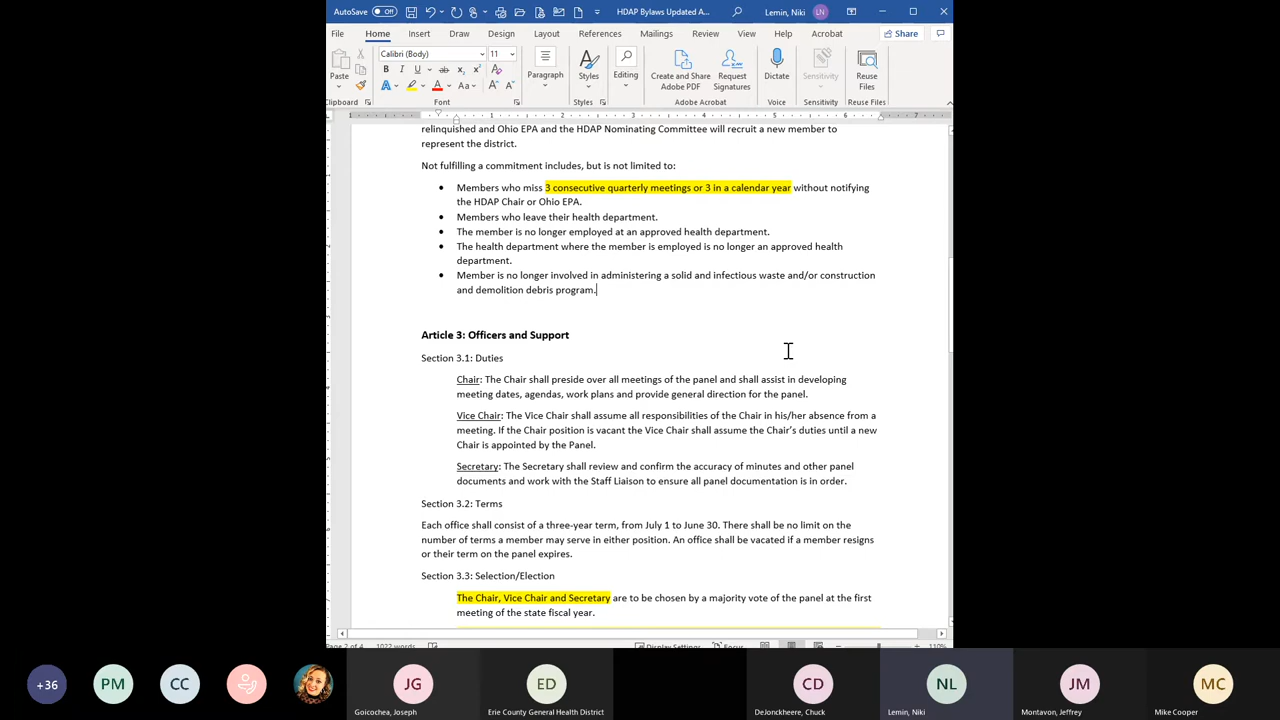 AutoSave Off HDAP Bylaws Updated A... Lemin, Niki LN
File Home Insert Draw Design Layout References Mailings Review View Help Acrobat Share
Calibri (Body) 11
Paste Paragraph Styles Editing Create and Share Adobe PDF Request Signatures Dictate Sensitivity Reuse Files
Clipboard Font Styles Adobe Acrobat Voice Sensitivity Reuse Files
relinquished and Ohio EPA and the HDAP Nominating Committee will recruit a new member to
represent the district.
Not fulfilling a commitment includes, but is not limited to:
• Members who miss 3 consecutive quarterly meetings or 3 in a calendar year without notifying
the HDAP Chair or Ohio EPA.
• Members who leave their health department.
• The member is no longer employed at an approved health department.
• The health department where the member is employed is no longer an approved health
department.
• Member is no longer involved in administering a solid and infectious waste and/or construction
and demolition debris program.
Article 3: Officers and Support
Section 3.1: Duties
Chair: The Chair shall preside over all meetings of the panel and shall assist in developing
meeting dates, agendas, work plans and provide general direction for the panel.
Vice Chair: The Vice Chair shall assume all responsibilities of the Chair in his/her absence from a
meeting. If the Chair position is vacant the Vice Chair shall assume the Chair's duties until a new
Chair is appointed by the Panel.
Secretary: The Secretary shall review and confirm the accuracy of minutes and other panel
documents and work with the Staff Liaison to ensure all panel documentation is in order.
Section 3.2: Terms
Each office shall consist of a three-year term, from July 1 to June 30. There shall be no limit on the
number of terms a member may serve in either position. An office shall be vacated if a member resigns
or their term on the panel expires.
Section 3.3: Selection/Election
The Chair, Vice Chair and Secretary are to be chosen by a majority vote of the panel at the first
meeting of the state fiscal year.
Page 2 of 4 1022 words Display Settings Focus 110%
+36 PM CC JG ED CD NL JM MC
Goicochea, Joseph Erie County General Health District DeJonckheere, Chuck Lemin, Niki Montavon, Jeffrey Mike Cooper